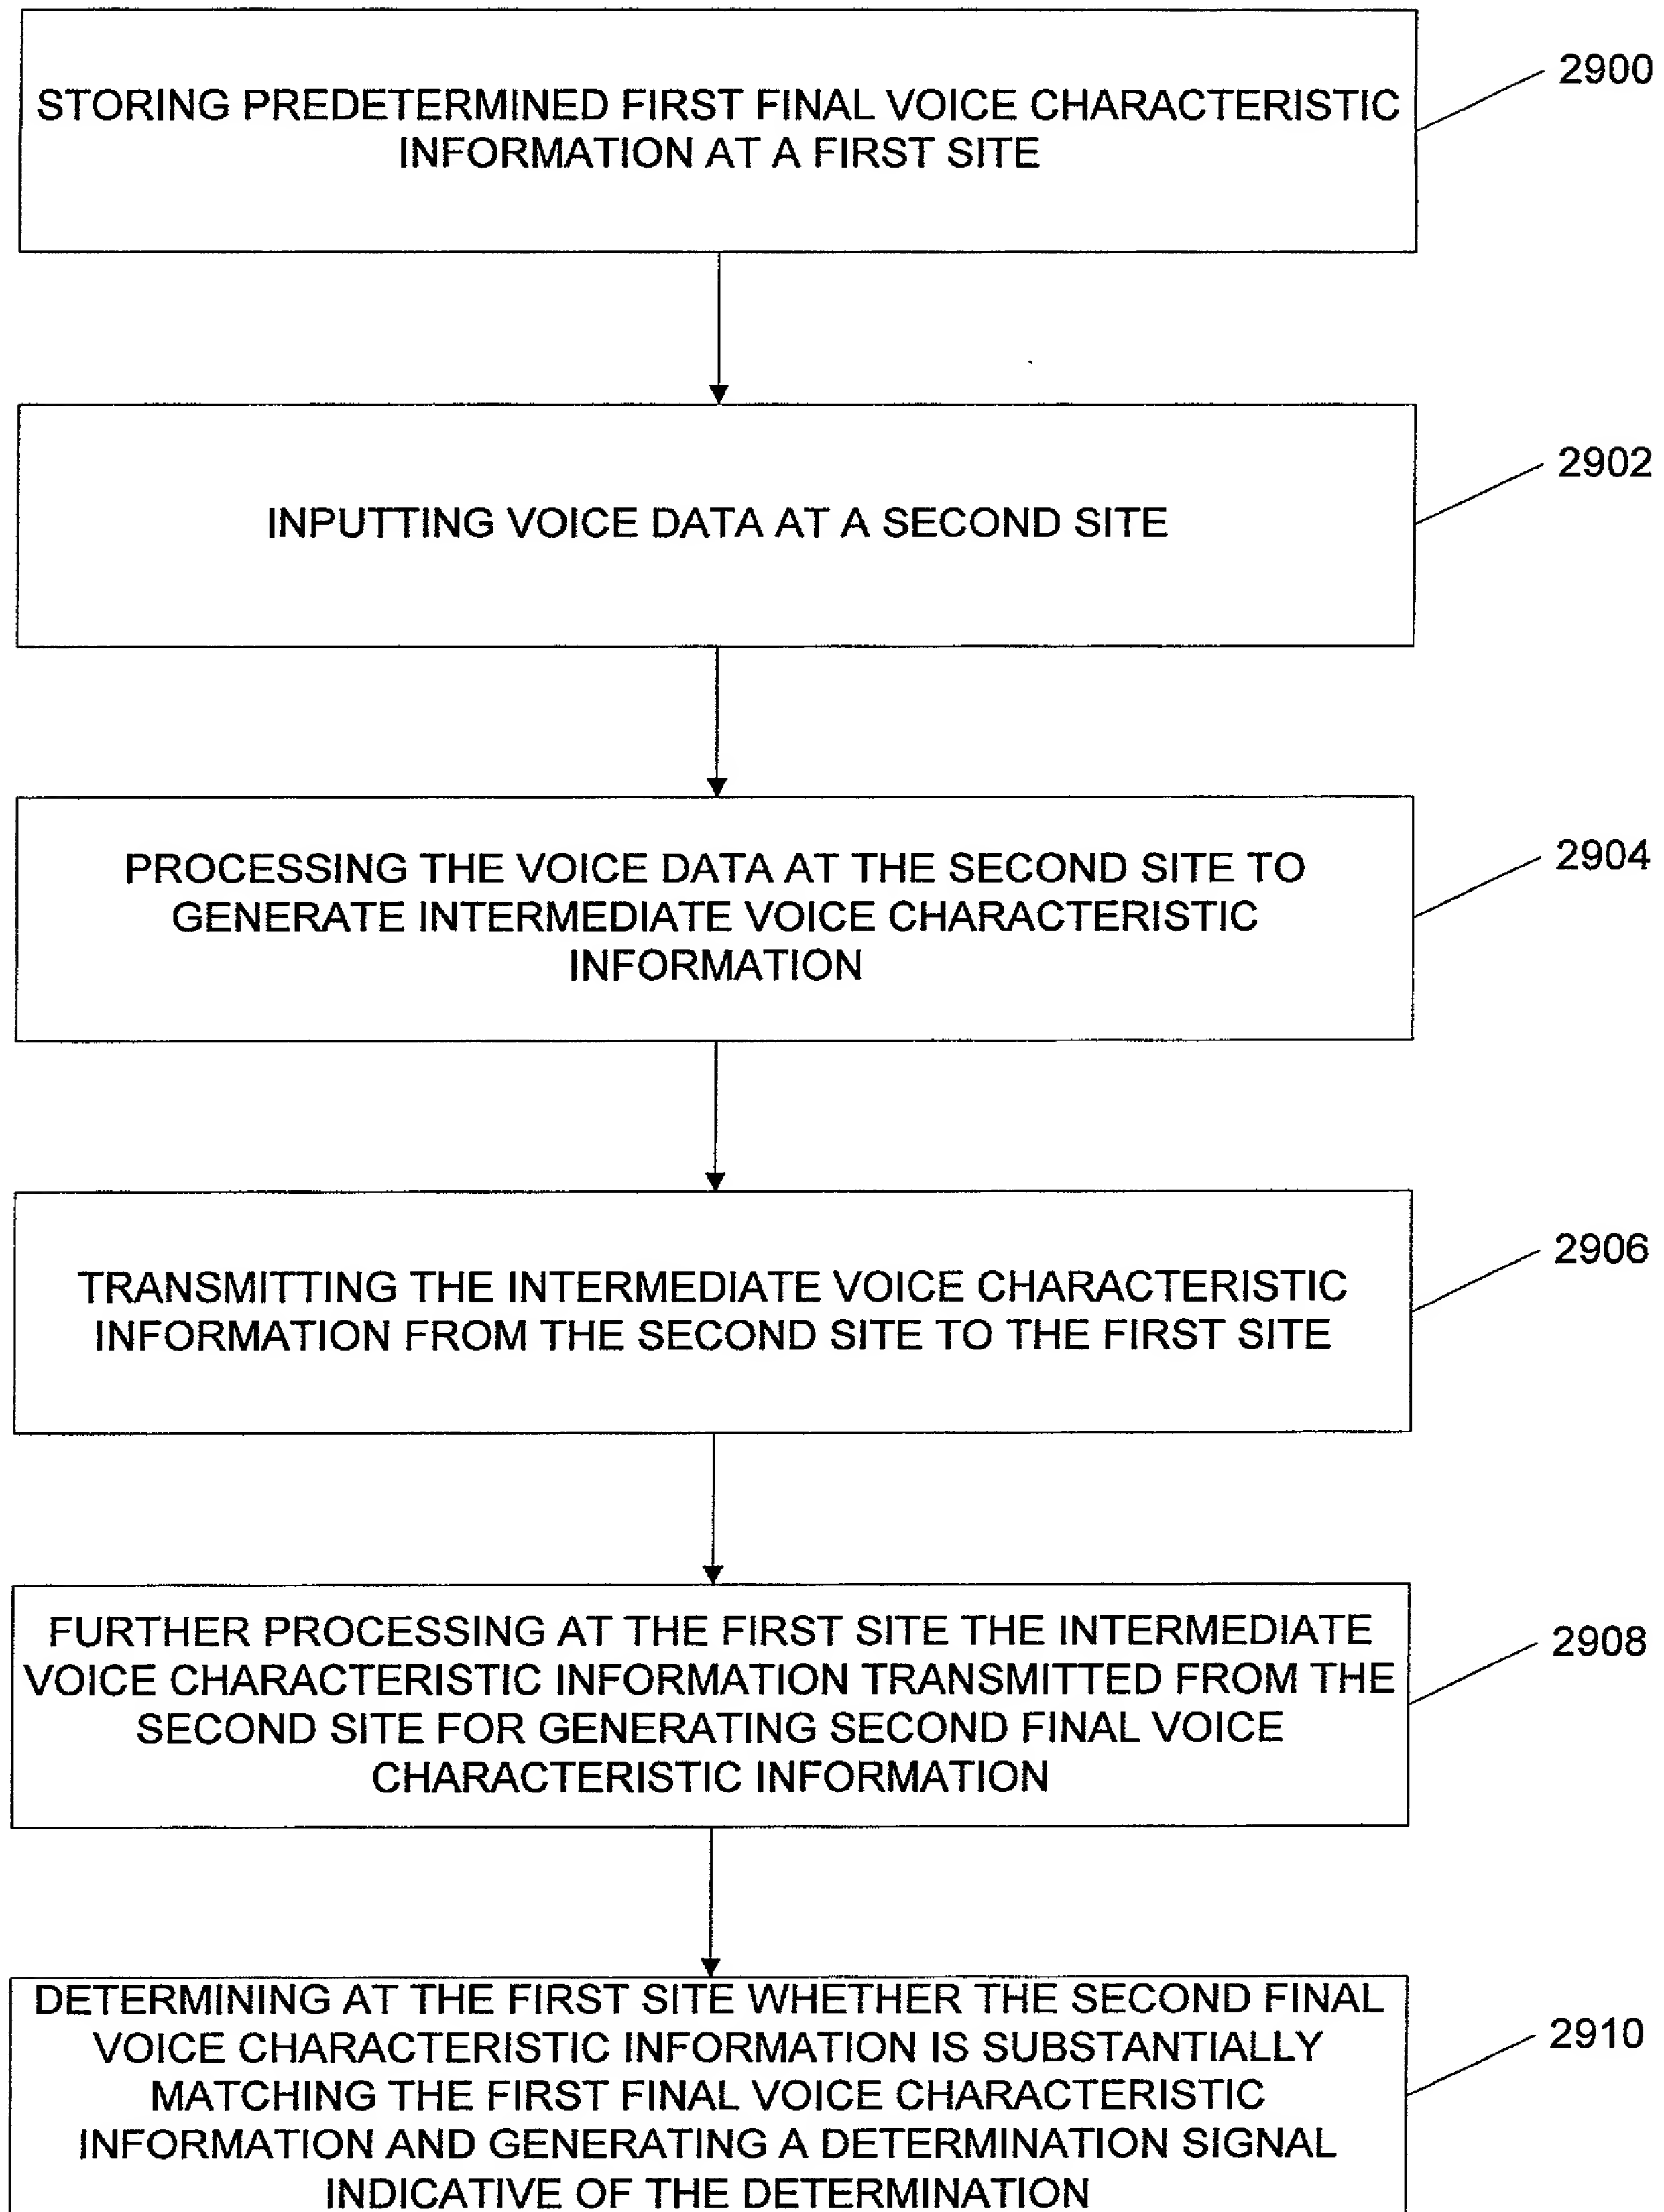 2900
STORING PREDETERMINED FIRST FINAL VOICE CHARACTERISTIC
INFORMATION AT A FIRST SITE
2902
INPUTTING VOICE DATA AT A SECOND SITE
2904
PROCESSING THE VOICE DATA AT THE SECOND SITE TO
GENERATE INTERMEDIATE VOICE CHARACTERISTIC
INFORMATION
2906
TRANSMITTING THE INTERMEDIATE VOICE CHARACTERISTIC
INFORMATION FROM THE SECOND SITE TO THE FIRST SITE
2908
FURTHER PROCESSING AT THE FIRST SITE THE INTERMEDIATE
VOICE CHARACTERISTIC INFORMATION TRANSMITTED FROM THE
SECOND SITE FOR GENERATING SECOND FINAL VOICE
CHARACTERISTIC INFORMATION
2910
DETERMINING AT THE FIRST SITE WHETHER THE SECOND FINAL
VOICE CHARACTERISTIC INFORMATION IS SUBSTANTIALLY
MATCHING THE FIRST FINAL VOICE CHARACTERISTIC
INFORMATION AND GENERATING A DETERMINATION SIGNAL
INDICATIVE OF THE DETERMINATION